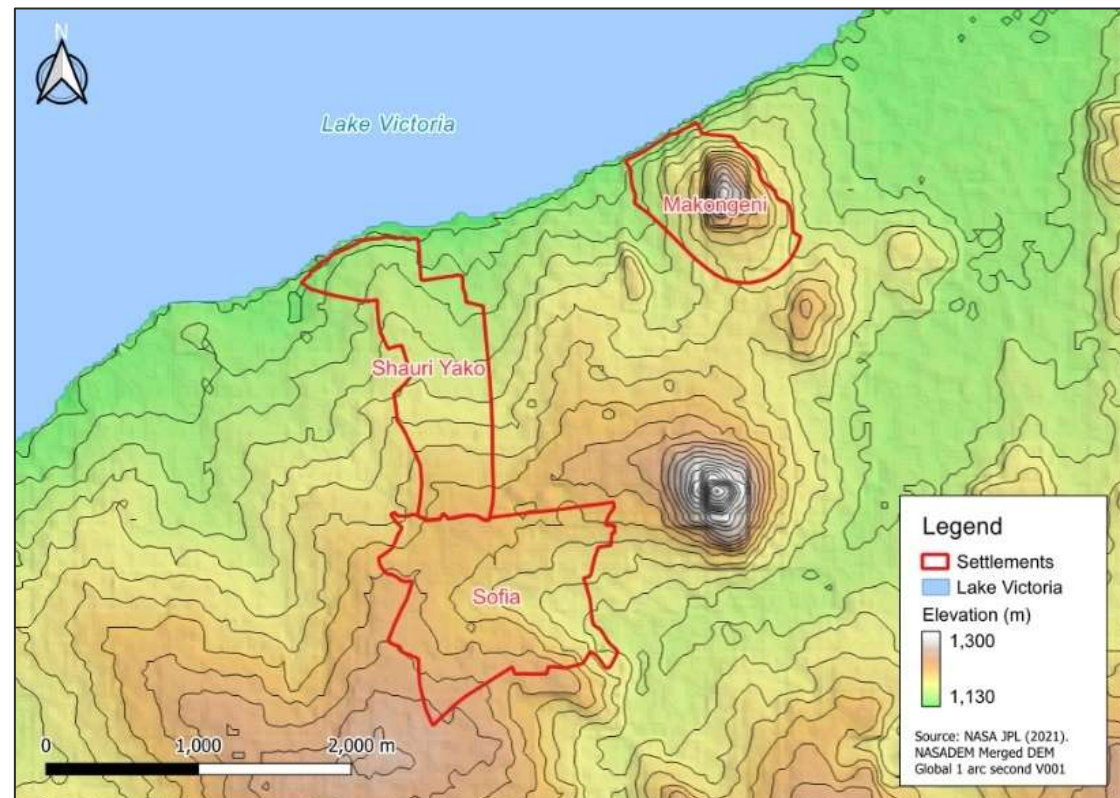 N
Lake Victoria
Makongeni
Shauri Yako
Sofia
0 1,000 2,000 m
Legend
Settlements
Lake Victoria
Elevation (m)
1,300
1,130
Source: NASA JPL (2021).
NASADEM Merged DEM
Global 1 arc second V001